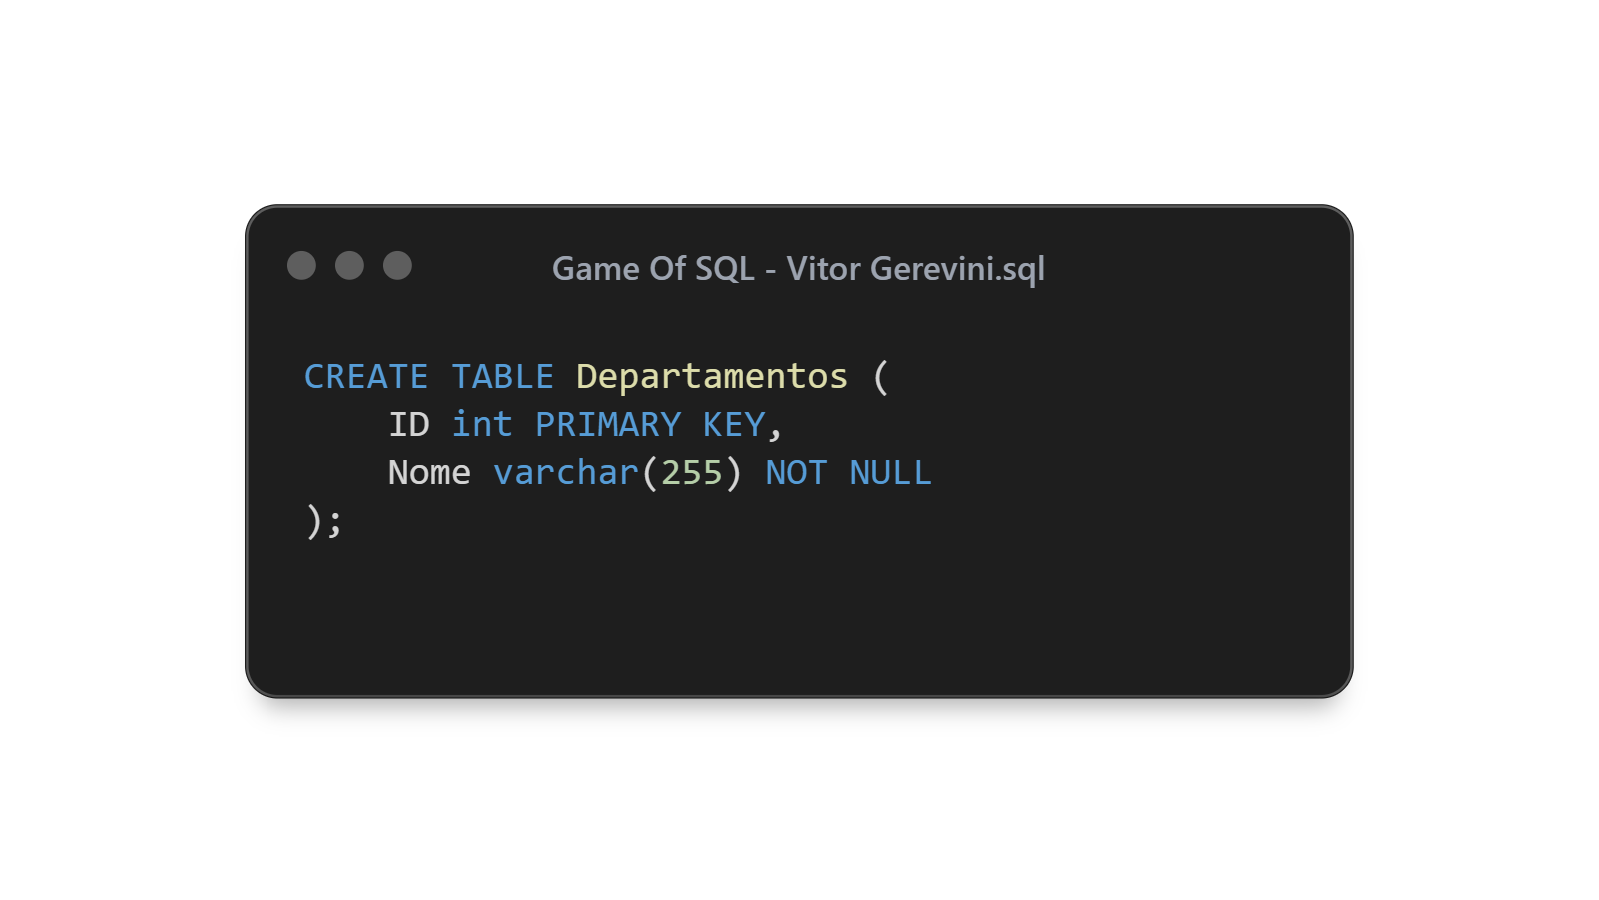 Game Of SQL - Vitor Gerevini.sql
CREATE TABLE Departamentos (
    ID int PRIMARY KEY,
    Nome varchar(255) NOT NULL
);